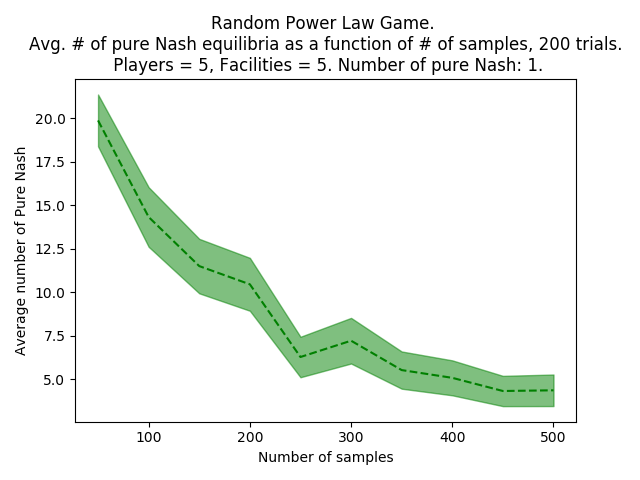 Random Power Law Game.
Avg. # of pure Nash equilibria as a function of # of samples, 200 trials.
Players = 5, Facilities = 5. Number of pure Nash: 1.
Average number of Pure Nash
20.0
17.5
15.0
12.5
10.0
7.5
5.0
100 200 300 400 500
Number of samples